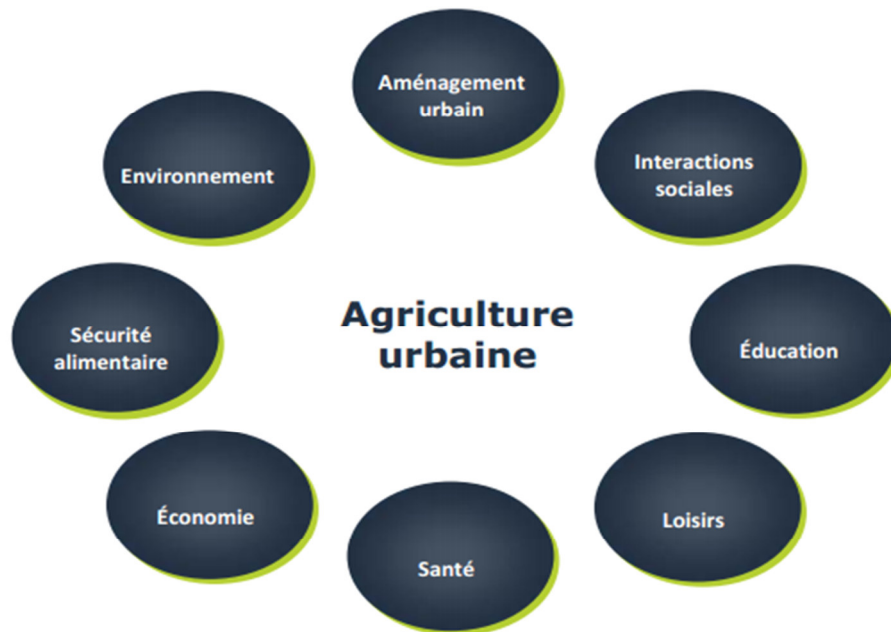 Aménagement
urbain
Environnement
Interactions
sociales
Agriculture
urbaine
Sécurité
alimentaire
Éducation
Économie
Loisirs
Santé